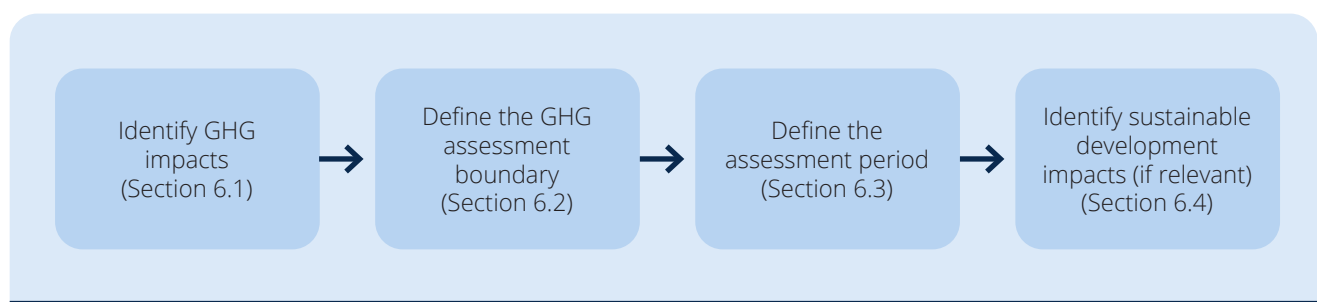 Identify GHG
impacts
(Section 6.1)
Define the GHG
assessment
boundary
(Section 6.2)
Define the
assessment period
(Section 6.3)
Identify sustainable
development
impacts (if relevant)
(Section 6.4)